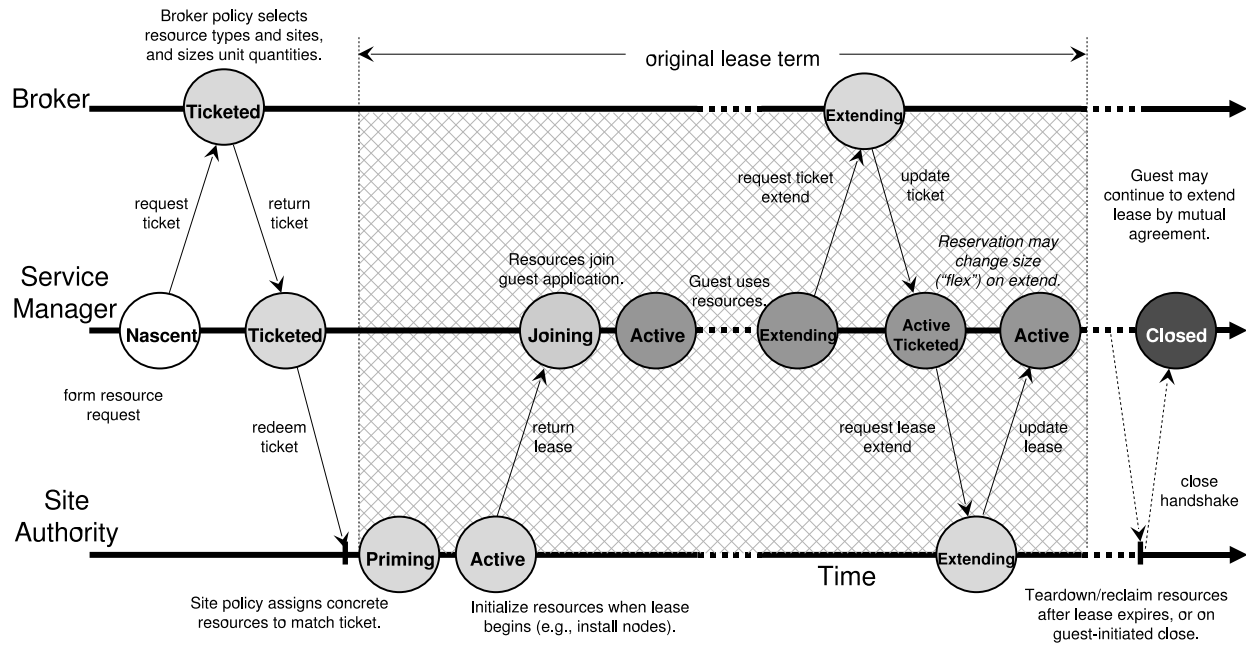 Broker policy selects
resource types and sites,
and sizes unit quantities.
original lease term
Broker
Ticketed
Extending
request
ticket
return
ticket
request ticket
extend
update
ticket
Guest may
continue to extend
lease by mutual
agreement.
Service
Manager
Resources join
guest application.
Guest uses
resources.
Reservation may
change size
(“flex”) on extend.
Nascent
Ticketed
Joining
Active
Extending
Active
Ticketed
Active
Closed
form resource
request
redeem
ticket
return
lease
request lease
extend
update
lease
close
handshake
Site
Authority
Priming
Active
Extending
Time
Site policy assigns concrete
resources to match ticket.
Initialize resources when lease
begins (e.g., install nodes).
Teardown/reclaim resources
after lease expires, or on
guest-initiated close.